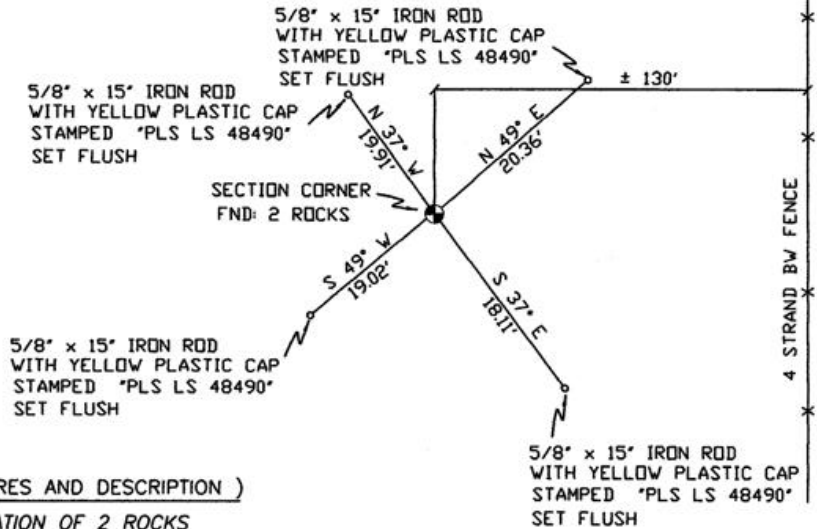 5/8" x 15" IRON ROD
WITH YELLOW PLASTIC CAP
STAMPED "PLS LS 48490"
SET FLUSH
5/8" x 15" IRON ROD
WITH YELLOW PLASTIC CAP
STAMPED "PLS LS 48490"
SET FLUSH
± 130'
N 37° W
19.91'
N 49° E
20.36'
SECTION CORNER
FND: 2 ROCKS
S 49° W
19.02'
S 37° E
18.11'
4 STRAND BW FENCE
5/8" x 15" IRON ROD
WITH YELLOW PLASTIC CAP
STAMPED "PLS LS 48490"
SET FLUSH
5/8" x 15" IRON ROD
WITH YELLOW PLASTIC CAP
STAMPED "PLS LS 48490"
SET FLUSH
RES AND DESCRIPTION )
ATION OF 2 ROCKS